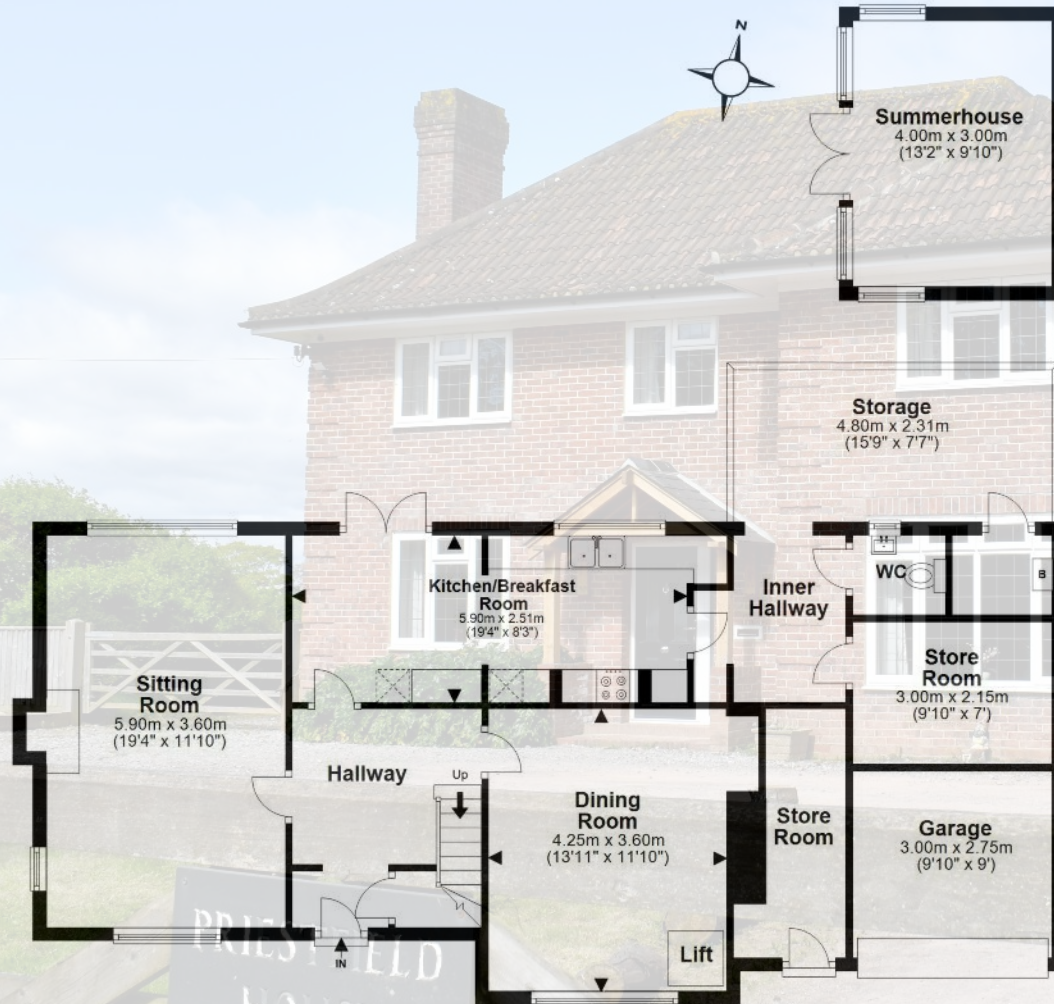 N
Summerhouse
4.00m x 3.00m
(13'2" x 9'10")
Storage
4.80m x 2.31m
(15'9" x 7'7")
Kitchen/Breakfast
Room
5.90m x 2.51m
(19'4" x 8'3")
Inner
Hallway
WC
B
Sitting
Room
5.90m x 3.60m
(19'4" x 11'10")
Store
Room
3.00m x 2.15m
(9'10" x 7')
Hallway
Up
Dining
Room
4.25m x 3.60m
(13'11" x 11'10")
Store
Room
Garage
3.00m x 2.75m
(9'10" x 9')
Lift
IN
PRIESTFIELD